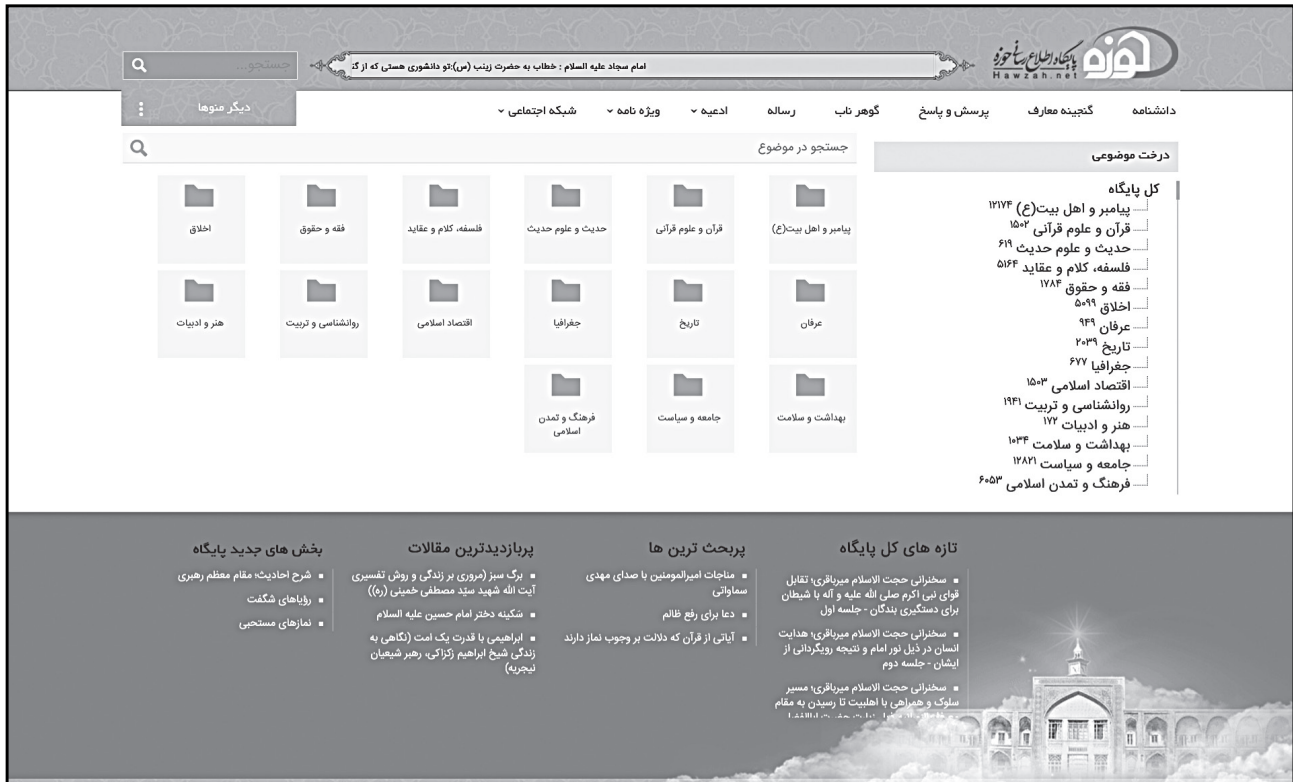 حوزه
پایگاه اطلاع رسانی حوزه
Hawzah.net
امام سجاد علیه السلام : خطاب به حضرت زینب (س):تو دانشوری هستی که از گ
جستجو...
دانشنامه
گنجینه معارف
پرسش و پاسخ
گوهر ناب
رساله
ادعیه
ویژه نامه
شبکه اجتماعی
دیگر منوها
درخت موضوعی
کل پایگاه
پیامبر و اهل بیت(ع) ۱۲۱۷۴
قرآن و علوم قرآنی ۱۵۰۲
حدیث و علوم حدیث ۶۱۹
فلسفه، کلام و عقاید ۵۱۶۴
فقه و حقوق ۱۷۸۴
اخلاق ۵۰۹۹
عرفان ۹۴۹
تاریخ ۲۰۳۹
جغرافیا ۶۷۷
اقتصاد اسلامی ۱۵۰۳
روانشناسی و تربیت ۱۹۴۱
هنر و ادبیات ۱۷۲
بهداشت و سلامت ۱۰۳۴
جامعه و سیاست ۱۲۸۲۱
فرهنگ و تمدن اسلامی ۶۰۵۳
جستجو در موضوع
پیامبر و اهل بیت(ع)
قرآن و علوم قرآنی
حدیث و علوم حدیث
فلسفه، کلام و عقاید
فقه و حقوق
اخلاق
عرفان
تاریخ
جغرافیا
اقتصاد اسلامی
روانشناسی و تربیت
هنر و ادبیات
بهداشت و سلامت
جامعه و سیاست
فرهنگ و تمدن
اسلامی
تازه های کل پایگاه
سخنرانی حجت الاسلام میرباقری؛ تقابل
قوای نبی اکرم صلی الله علیه و آله با شیطان
برای دستگیری بندگان - جلسه اول
سخنرانی حجت الاسلام میرباقری؛ هدایت
انسان در ذیل نور امام و نتیجه رویگردانی از
ایشان - جلسه دوم
سخنرانی حجت الاسلام میرباقری؛ مسیر
سلوک و همراهی با اهلبیت تا رسیدن به مقام
پربحث ترین ها
مناجات امیرالمومنین با صدای مهدی
سماواتی
دعا برای رفع ظالم
آیاتی از قرآن که دلالت بر وجوب نماز دارند
پربازدیدترین مقالات
برگ سبز (مروری بر زندگی و روش تفسیری
آیت الله شهید سیّد مصطفی خمینی (ره))
سَکینه دختر امام حسین علیه السلام
ابراهیمی با قدرت یک امت (نگاهی به
زندگی شیخ ابراهیم زکزاکی، رهبر شیعیان
نیجریه)
بخش های جدید پایگاه
شرح احادیث؛ مقام معظم رهبری
رؤیاهای شگفت
نمازهای مستحبی